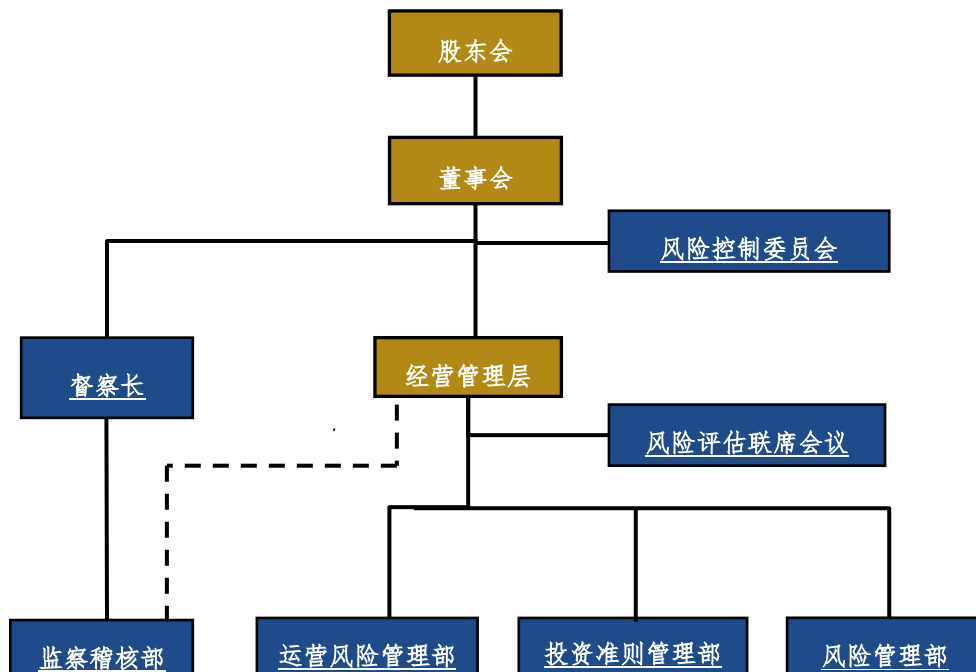 股东会
董事会
风险控制委员会
督察长
经营管理层
风险评估联席会议
监察稽核部
运营风险管理部
投资准则管理部
风险管理部